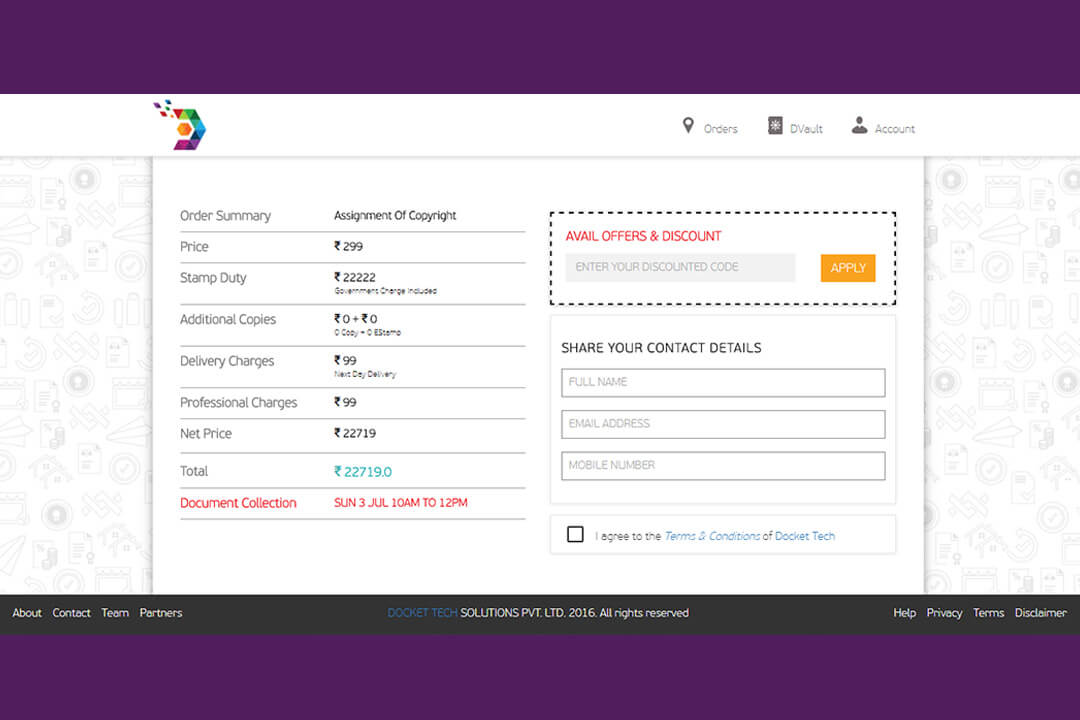 Orders DVault Account
Order Summary Assignment Of Copyright
Price ₹ 299
Stamp Duty ₹ 22222
Government Charge Included
Additional Copies ₹ 0 + ₹ 0
0 Copy + 0 EStamp
Delivery Charges ₹ 99
Next Day Delivery
Professional Charges ₹ 99
Net Price ₹ 22719
Total ₹ 22719.0
Document Collection SUN 3 JUL 10AM TO 12PM
AVAIL OFFERS & DISCOUNT
ENTER YOUR DISCOUNTED CODE APPLY
SHARE YOUR CONTACT DETAILS
FULL NAME
EMAIL ADDRESS
MOBILE NUMBER
I agree to the Terms & Conditions of Docket Tech
About Contact Team Partners DOCKET TECH SOLUTIONS PVT. LTD. 2016. All rights reserved Help Privacy Terms Disclaimer